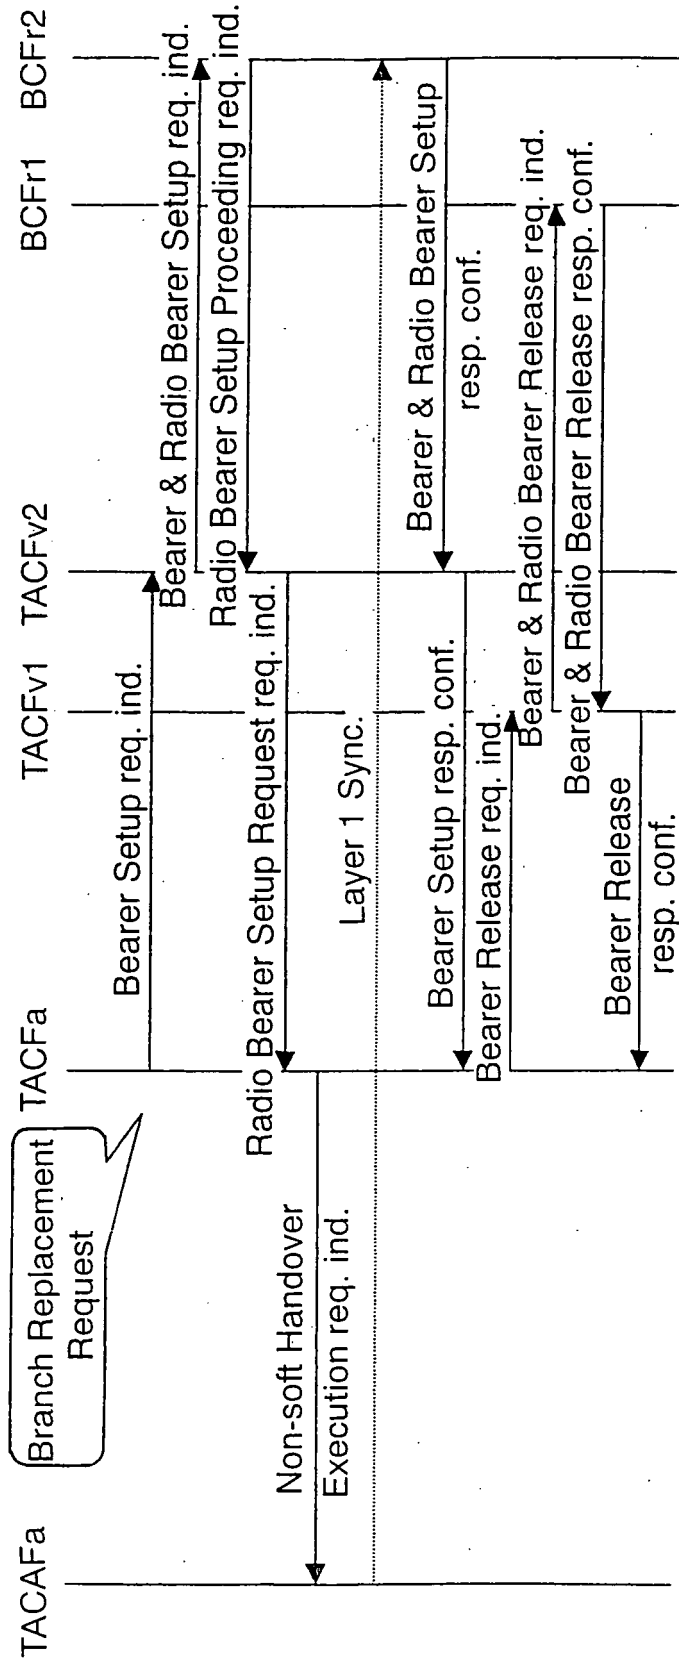 TACAFa
TACFa
TACFv1
TACFv2
BCFr1
BCFr2
Branch Replacement
Request
Bearer Setup req. ind.
Bearer & Radio Bearer Setup req. ind.
Radio Bearer Setup Proceeding req. ind.
Radio Bearer Setup Request req. ind.
Non-soft Handover
Execution req. ind.
Layer 1 Sync.
Bearer & Radio Bearer Setup
resp. conf.
Bearer Setup resp. conf.
Bearer Release req. ind.
Bearer & Radio Bearer Release req. ind.
Bearer & Radio Bearer Release resp. conf.
Bearer Release
resp. conf.